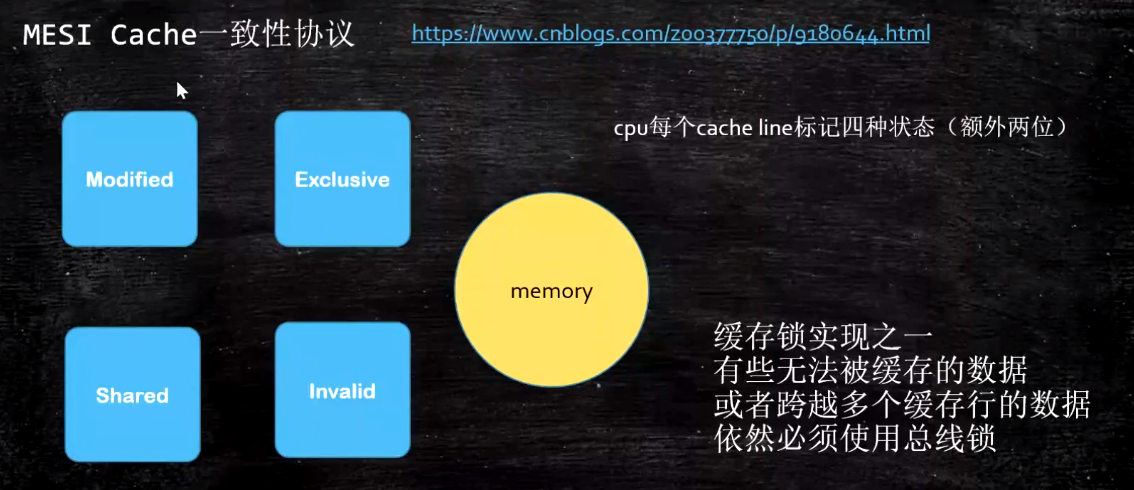 MESI Cache一致性协议
https://www.cnblogs.com/z00377750/p/9180644.html
cpu每个cache line标记四种状态（额外两位）
Modified
Exclusive
memory
Shared
Invalid
缓存锁实现之一
有些无法被缓存的数据
或者跨越多个缓存行的数据
依然必须使用总线锁